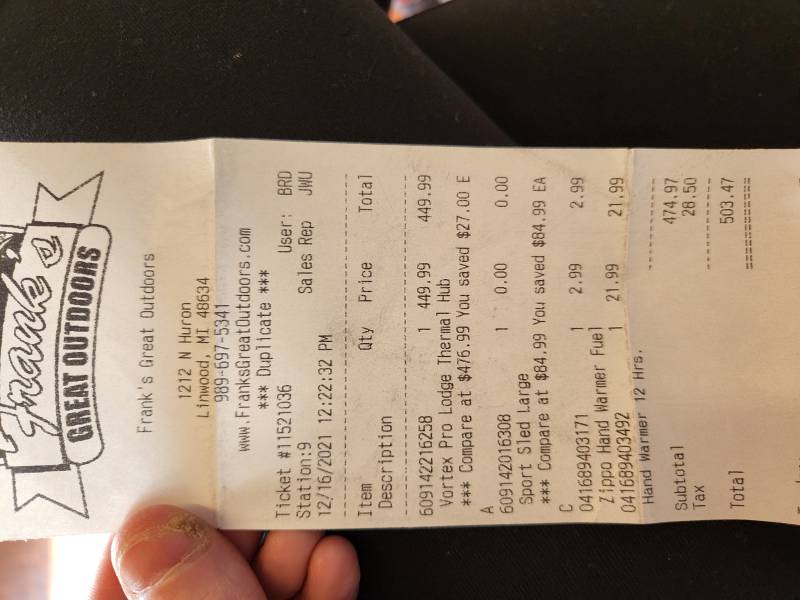 Frank's
GREAT OUTDOORS
Frank's Great Outdoors
1212 N Huron
Linwood, MI 48634
989-697-5341
www.FranksGreatOutdoors.com
*** Duplicate ***
Ticket #11521036 User: BRD
Station:9 Sales Rep JWU
12/16/2021 12:22:32 PM
Item Qty Price Total
Description
609142216258 1 449.99 449.99
Vortex Pro Lodge Thermal Hub
*** Compare at $476.99 You saved $27.00 E
A
609142016308 1 0.00 0.00
Sport Sled Large
*** Compare at $84.99 You saved $84.99 EA
C
041689403171 1 2.99 2.99
Zippo Hand Warmer Fuel
041689403492 1 21.99 21.99
Hand Warmer 12 Hrs.
Subtotal 474.97
Tax 28.50
Total 503.47